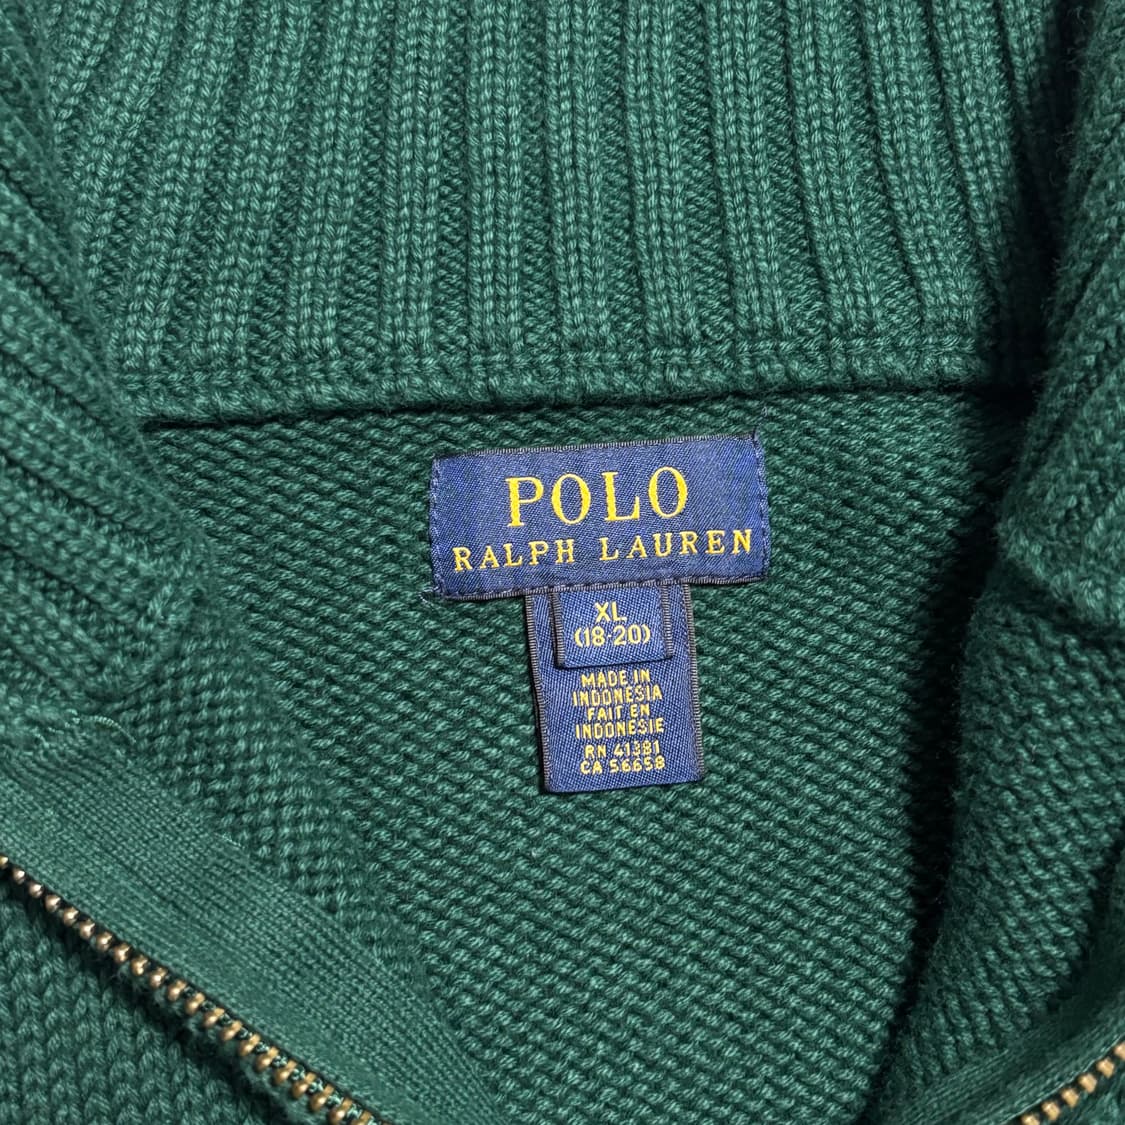 POLO
RALPH LAUREN
XL
(18-20)
MADE IN
INDONESIA
FAIT EN
INDONESIE
RN 41381
CA 56658